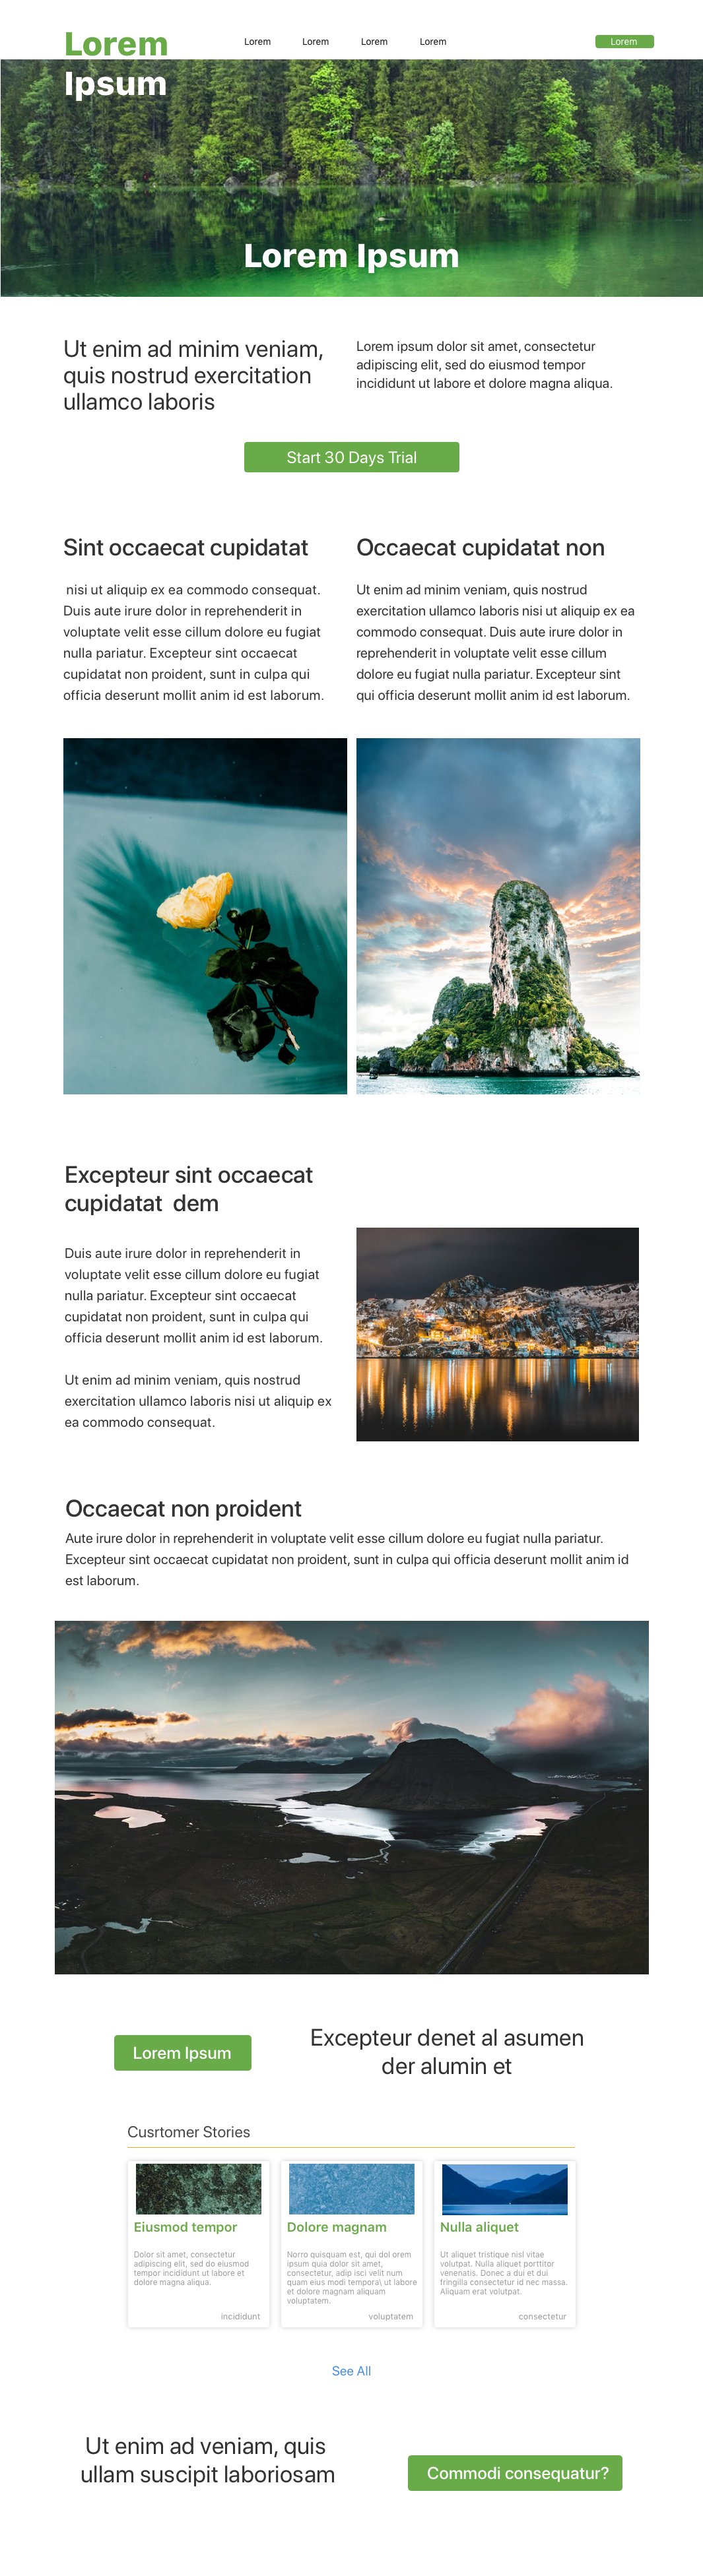 Lorem
Ipsum
Lorem
Lorem
Lorem
Lorem
Lorem
Lorem Ipsum
Ut enim ad minim veniam,
quis nostrud exercitation
ullamco laboris
Lorem ipsum dolor sit amet, consectetur
adipiscing elit, sed do eiusmod tempor
incididunt ut labore et dolore magna aliqua.
Start 30 Days Trial
Sint occaecat cupidatat
nisi ut aliquip ex ea commodo consequat.
Duis aute irure dolor in reprehenderit in
voluptate velit esse cillum dolore eu fugiat
nulla pariatur. Excepteur sint occaecat
cupidatat non proident, sunt in culpa qui
officia deserunt mollit anim id est laborum.
Occaecat cupidatat non
Ut enim ad minim veniam, quis nostrud
exercitation ullamco laboris nisi ut aliquip ex ea
commodo consequat. Duis aute irure dolor in
reprehenderit in voluptate velit esse cillum
dolore eu fugiat nulla pariatur. Excepteur sint
qui officia deserunt mollit anim id est laborum.
Excepteur sint occaecat
cupidatat  dem
Duis aute irure dolor in reprehenderit in
voluptate velit esse cillum dolore eu fugiat
nulla pariatur. Excepteur sint occaecat
cupidatat non proident, sunt in culpa qui
officia deserunt mollit anim id est laborum.
Ut enim ad minim veniam, quis nostrud
exercitation ullamco laboris nisi ut aliquip ex
ea commodo consequat.
Occaecat non proident
Aute irure dolor in reprehenderit in voluptate velit esse cillum dolore eu fugiat nulla pariatur.
Excepteur sint occaecat cupidatat non proident, sunt in culpa qui officia deserunt mollit anim id
est laborum.
Lorem Ipsum
Excepteur denet al asumen
der alumin et
Cusrtomer Stories
Eiusmod tempor
Dolor sit amet, consectetur
adipiscing elit, sed do eiusmod
tempor incididunt ut labore et
dolore magna aliqua.
incididunt
Dolore magnam
Norro quisquam est, qui dol orem
ipsum quia dolor sit amet,
consectetur, adip isci velit num
quam eius modi tempora\ ut labore
et dolore magnam aliquam
voluptatem.
voluptatem
Nulla aliquet
Ut aliquet tristique nisl vitae
volutpat. Nulla aliquet porttitor
venenatis. Donec a dui et dui
fringilla consectetur id nec massa.
Aliquam erat volutpat.
consectetur
See All
Ut enim ad veniam, quis
ullam suscipit laboriosam
Commodi consequatur?